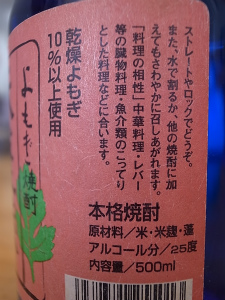 ストレートやロックでどうぞ。
また、水で割るか、他の焼酎に加
えてもさわやかに召しあがれます。
「料理の相性」中華料理・レバー
等の臓物料理・魚介類のこってり
とした料理などに合います。
乾燥よもぎ
10％以上使用
よもぎ焼酎
本格焼酎
原材料／米・米麹・蓬
アルコール分／25度
内容量／500ml